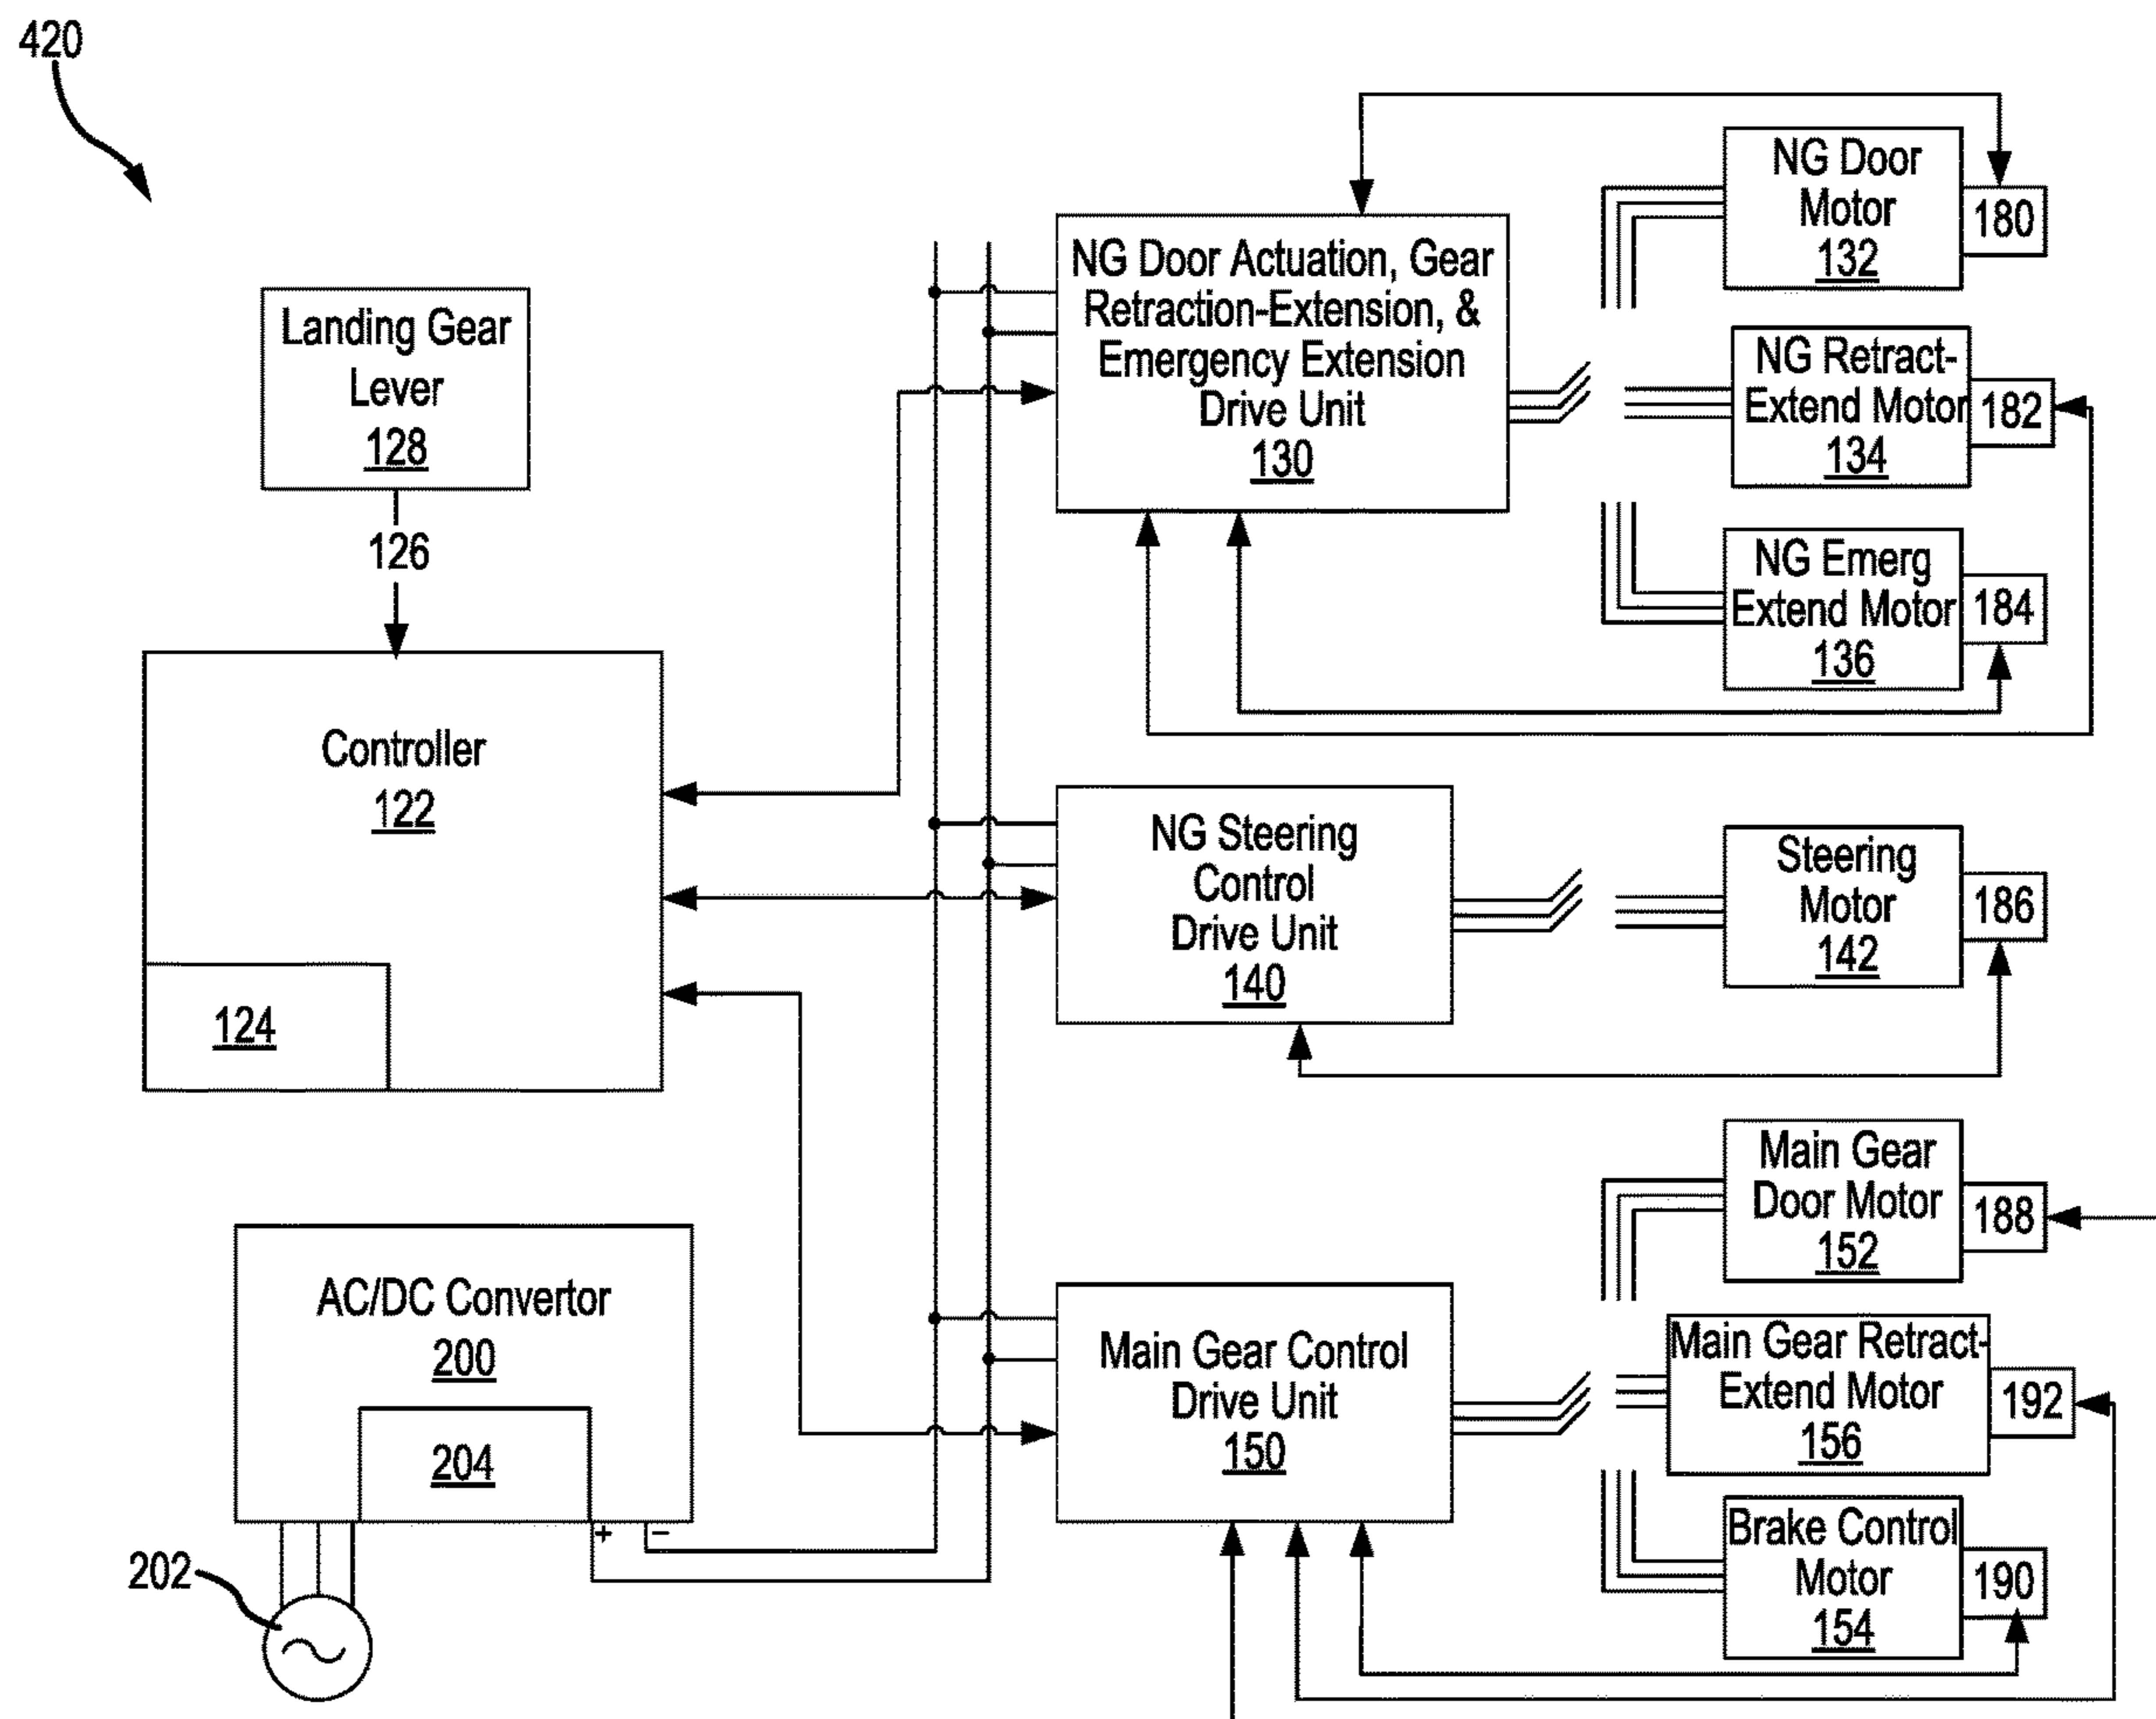 420
Landing Gear
Lever
128
126
Controller
122
124
AC/DC Convertor
200
204
+ −
202
NG Door Actuation, Gear
Retraction-Extension, &
Emergency Extension
Drive Unit
130
NG Door
Motor
132
180
NG Retract-
Extend Motor
134
182
NG Emerg
Extend Motor
136
184
NG Steering
Control
Drive Unit
140
Steering
Motor
142
186
Main Gear Control
Drive Unit
150
Main Gear
Door Motor
152
188
Main Gear Retract-
Extend Motor
156
192
Brake Control
Motor
154
190